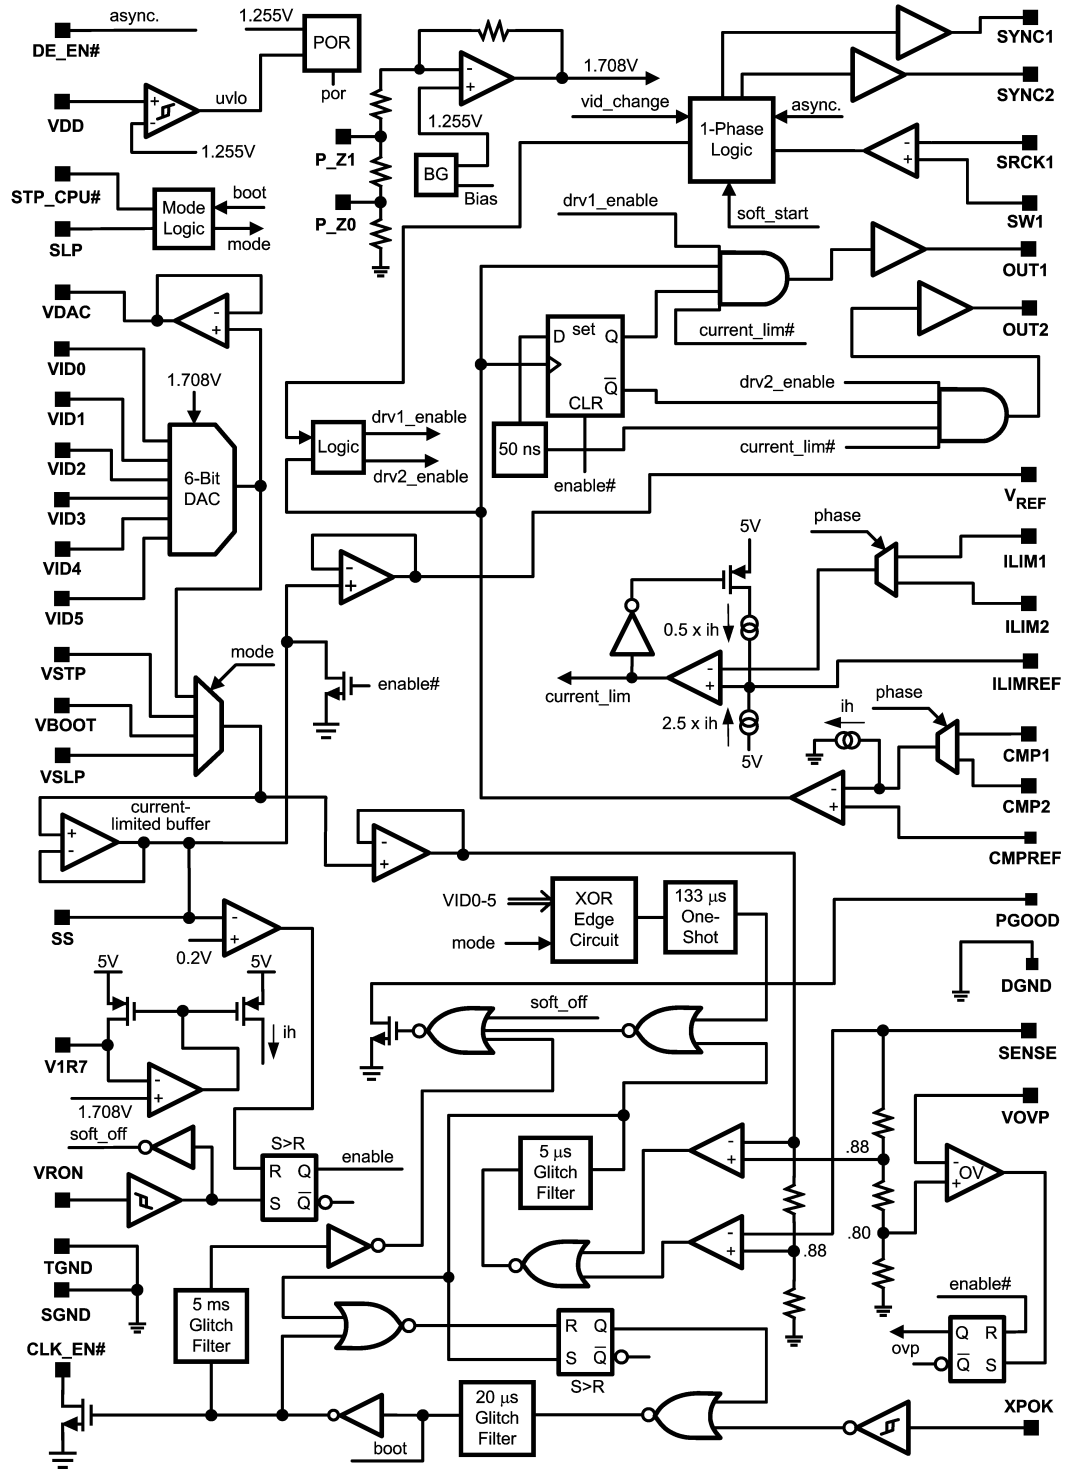 async.
DE_EN#
1.255V
POR
por
VDD
+
-
uvlo
1.255V
STP_CPU#
SLP
Mode
Logic
boot
mode
-
+
1.708V
1.255V
BG
Bias
P_Z1
P_Z0
vid_change
1-Phase
Logic
async.
soft_start
SYNC1
SYNC2
-
+
SRCK1
SW1
drv1_enable
OUT1
current_lim#
OUT2
VDAC
-
+
VID0
VID1
VID2
VID3
VID4
VID5
1.708V
6-Bit
DAC
set
D
Q
Q
CLR
50 ns
enable#
drv2_enable
current_lim#
Logic
drv1_enable
drv2_enable
VREF
phase
ILIM1
ILIM2
5V
0.5 x ih
-
+
current_lim
2.5 x ih
5V
ILIMREF
-
+
enable#
VSTP
VBOOT
VSLP
mode
ih
phase
CMP1
CMP2
-
+
CMPREF
current-
limited buffer
+
-
-
+
SS
-
+
0.2V
VID0-5
mode
XOR
Edge
Circuit
133 µs
One-
Shot
PGOOD
DGND
5V
5V
ih
V1R7
-
+
1.708V
soft_off
SENSE
VOVP
soft_off
VRON
S>R
R
Q
S
Q
enable
5 µs
Glitch
Filter
-
+
.88
-
+
.88
.80
-
+
OV
TGND
SGND
5 ms
Glitch
Filter
CLK_EN#
R
Q
S
Q
S>R
enable#
Q
R
Q
S
ovp
20 µs
Glitch
Filter
boot
XPOK